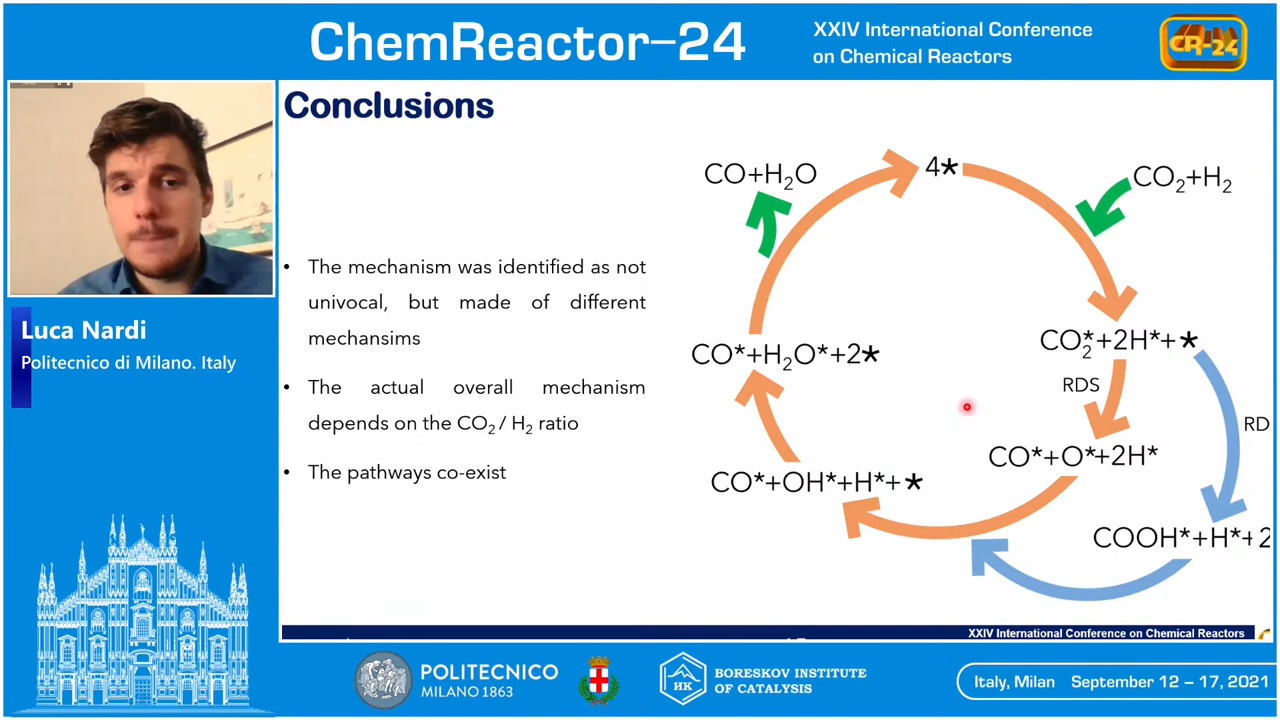 ChemReactor–24
XXIV International Conference
on Chemical Reactors
CR-24
Conclusions
Luca Nardi
Politecnico di Milano. Italy
• The mechanism was identified as not
univocal, but made of different
mechansims
• The actual overall mechanism
depends on the CO₂ / H₂ ratio
• The pathways co-exist
CO+H₂O
4*
CO₂+H₂
CO₂*+2H*+*
RDS
RD
CO*+O*+2H*
COOH*+H*+2
CO*+OH*+H*+*
CO*+H₂O*+2*
XXIV International Conference on Chemical Reactors
POLITECNICO
MILANO 1863
HK
BORESKOV INSTITUTE
OF CATALYSIS
Italy, Milan September 12 – 17, 2021